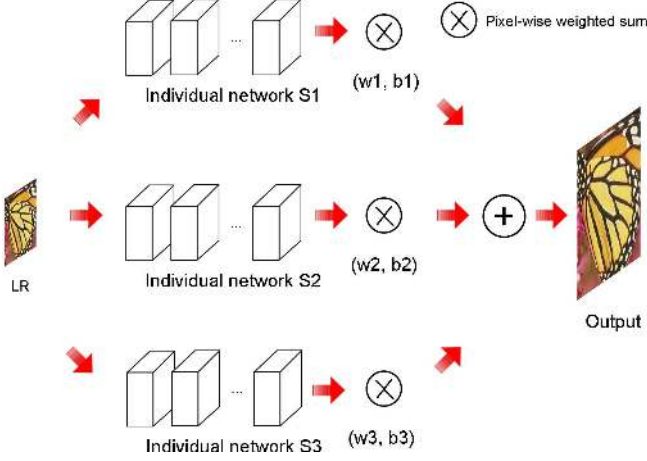 Pixel-wise weighted sum
...
Individual network S1
(w1, b1)
LR
...
Individual network S2
(w2, b2)
Output
...
Individual network S3
(w3, b3)